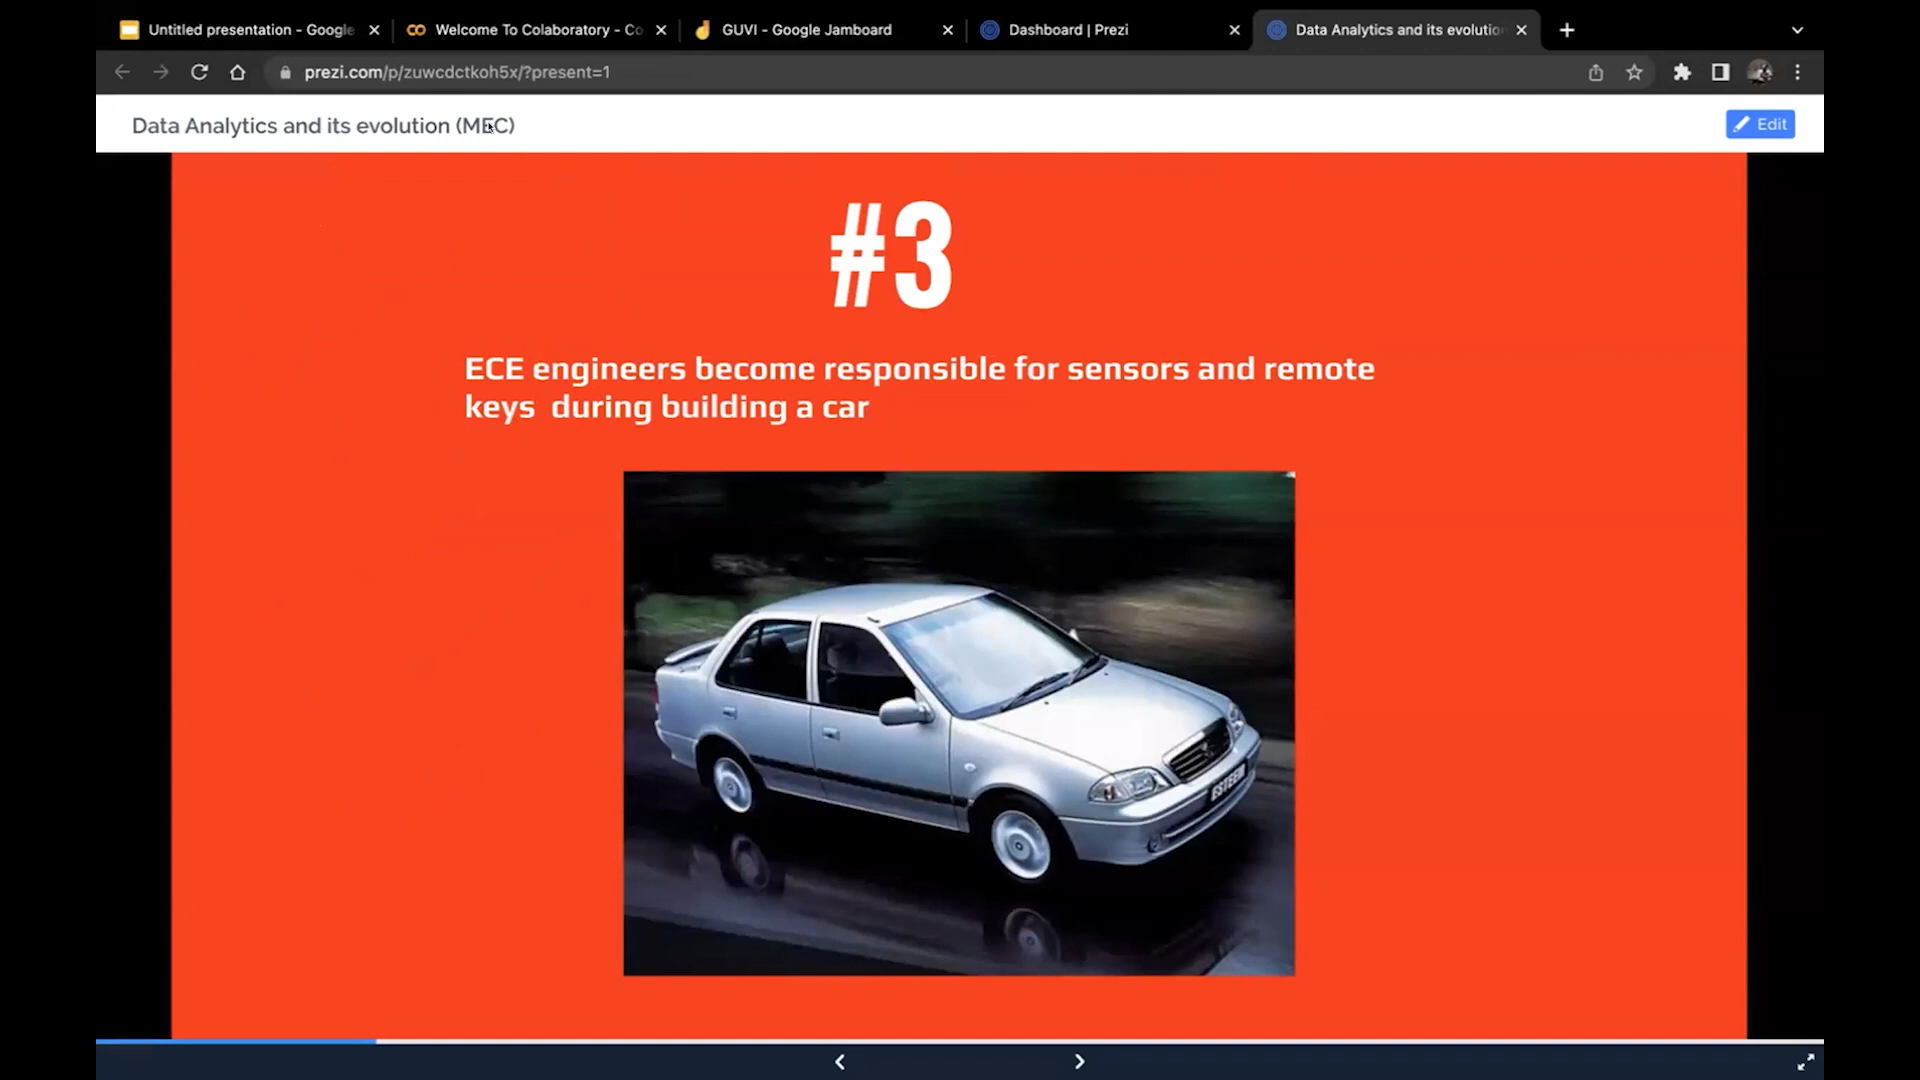 Untitled presentation - Google
Welcome To Colaboratory - Co
GUVI - Google Jamboard
Dashboard | Prezi
Data Analytics and its evolution
prezi.com/p/zuwcdctkoh5x/?present=1
Data Analytics and its evolution (MEC)
Edit
#3
ECE engineers become responsible for sensors and remote
keys during building a car
ESTEEM